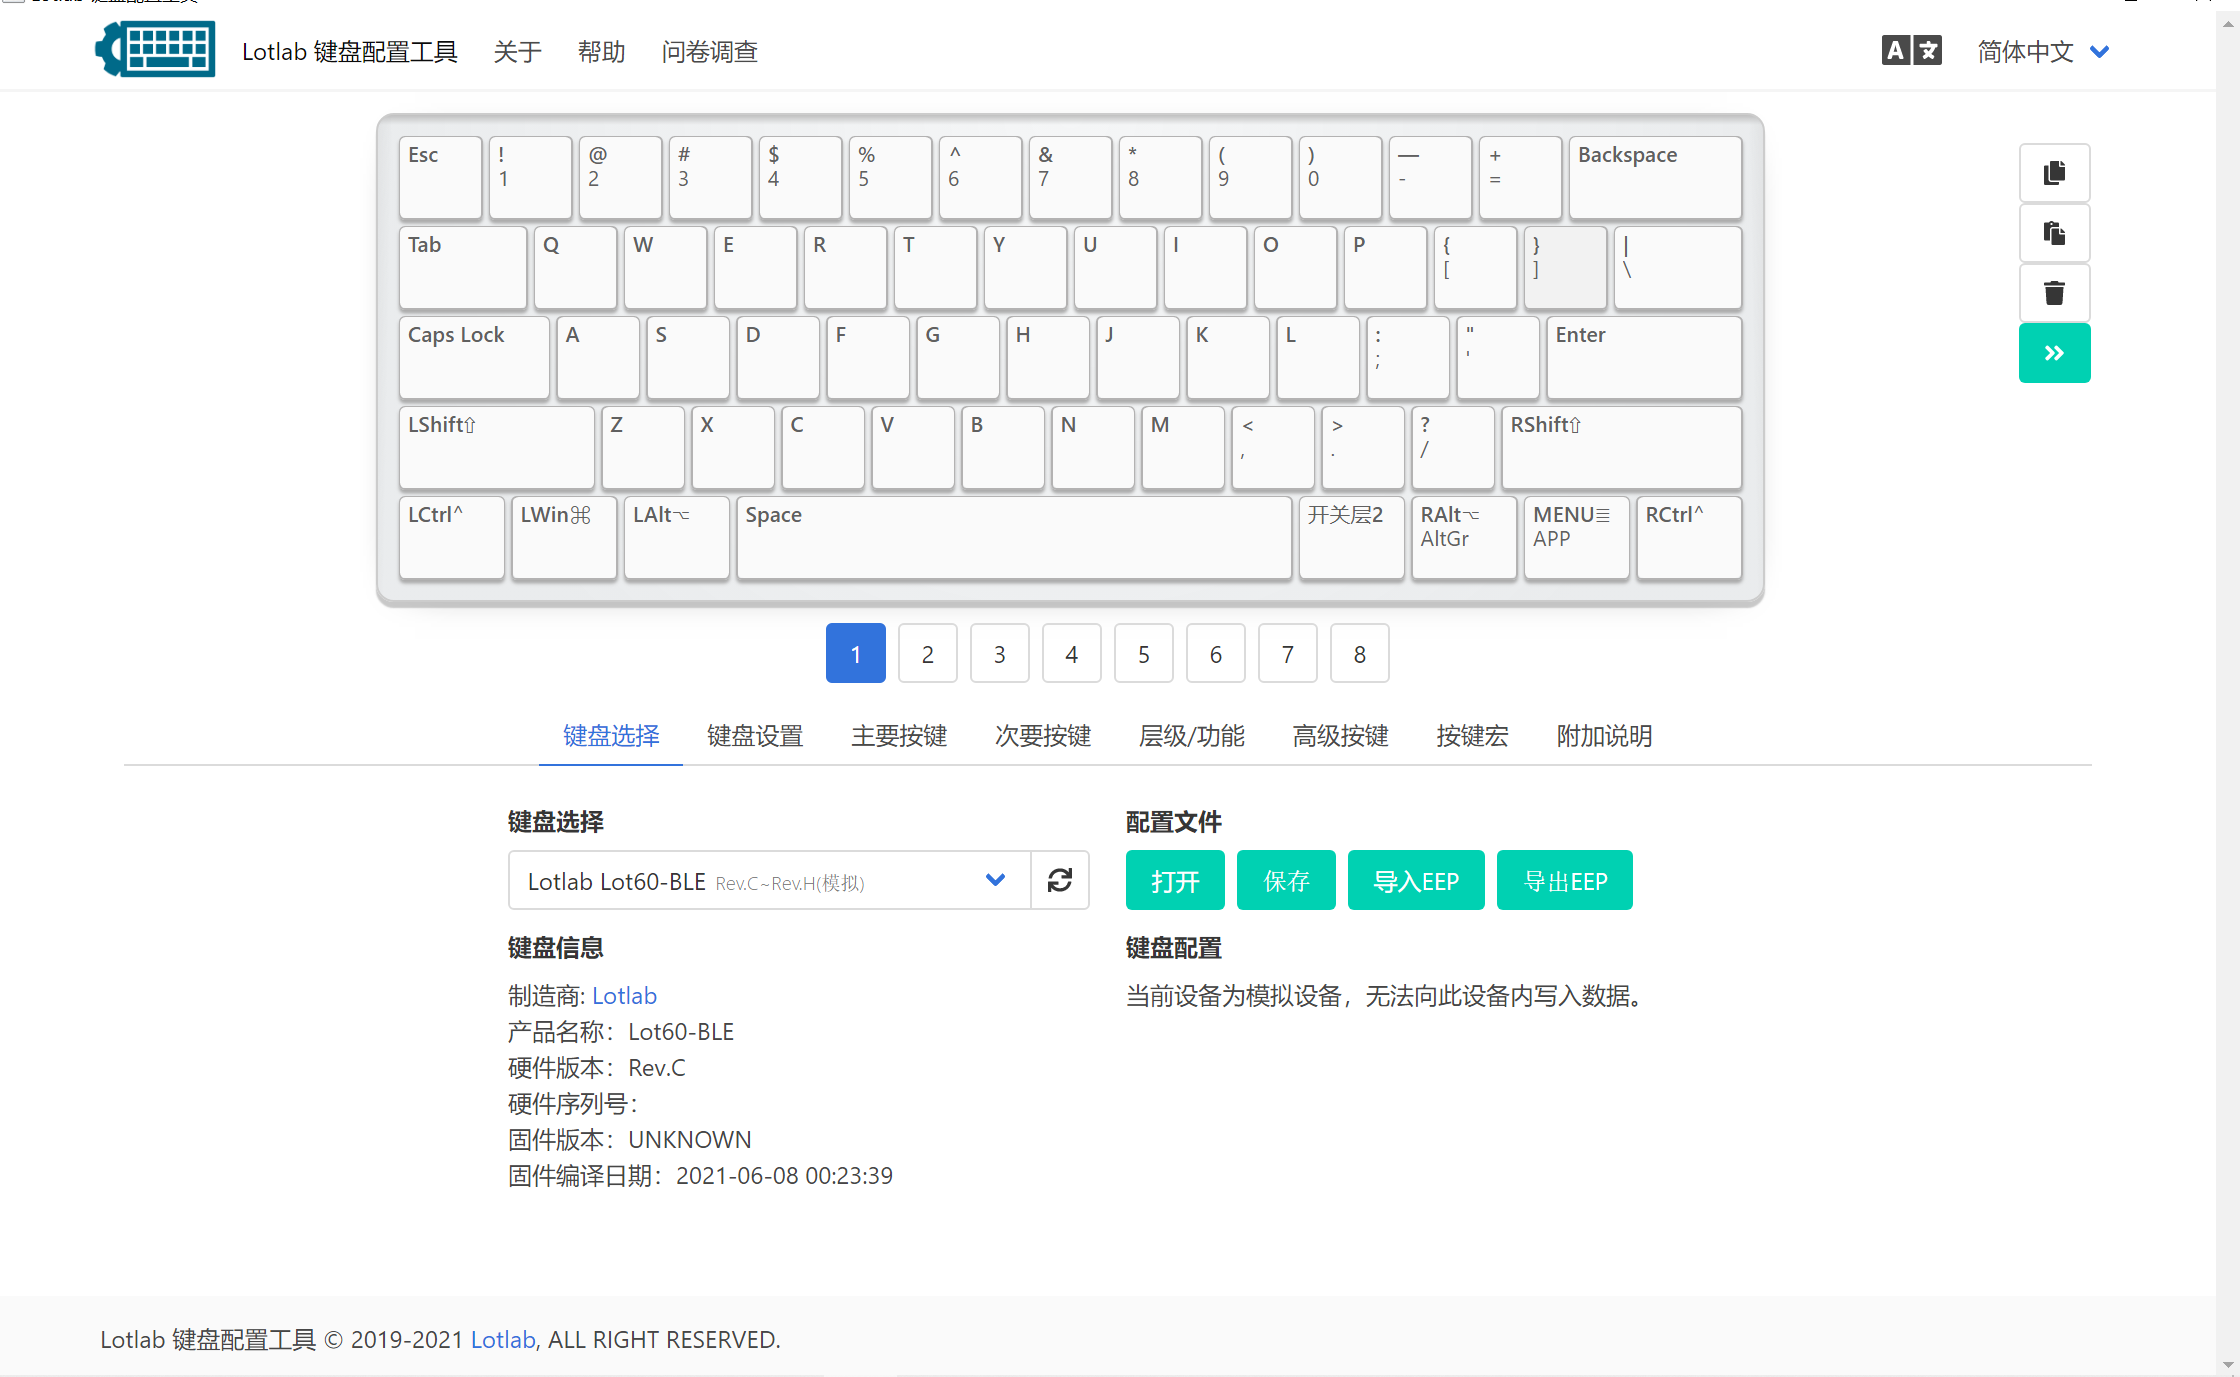 Lotlab 键盘配置工具 关于 帮助 问卷调查 简体中文
Esc ! @ # $ % ^ & * ( ) — + Backspace
1 2 3 4 5 6 7 8 9 0 - =
Tab Q W E R T Y U I O P { } |
[ ] \
Caps Lock A S D F G H J K L : " Enter
; '
LShift⇧ Z X C V B N M < > ? RShift⇧
, . /
LCtrl^ LWin⌘ LAlt⌥ Space 开关层2 RAlt⌥ MENU≣ RCtrl^
AltGr APP
1 2 3 4 5 6 7 8
键盘选择 键盘设置 主要按键 次要按键 层级/功能 高级按键 按键宏 附加说明
键盘选择
Lotlab Lot60-BLE Rev.C~Rev.H(模拟)
键盘信息
制造商: Lotlab
产品名称：Lot60-BLE
硬件版本：Rev.C
硬件序列号：
固件版本：UNKNOWN
固件编译日期：2021-06-08 00:23:39
配置文件
打开 保存 导入EEP 导出EEP
键盘配置
当前设备为模拟设备，无法向此设备内写入数据。
Lotlab 键盘配置工具 © 2019-2021 Lotlab, ALL RIGHT RESERVED.